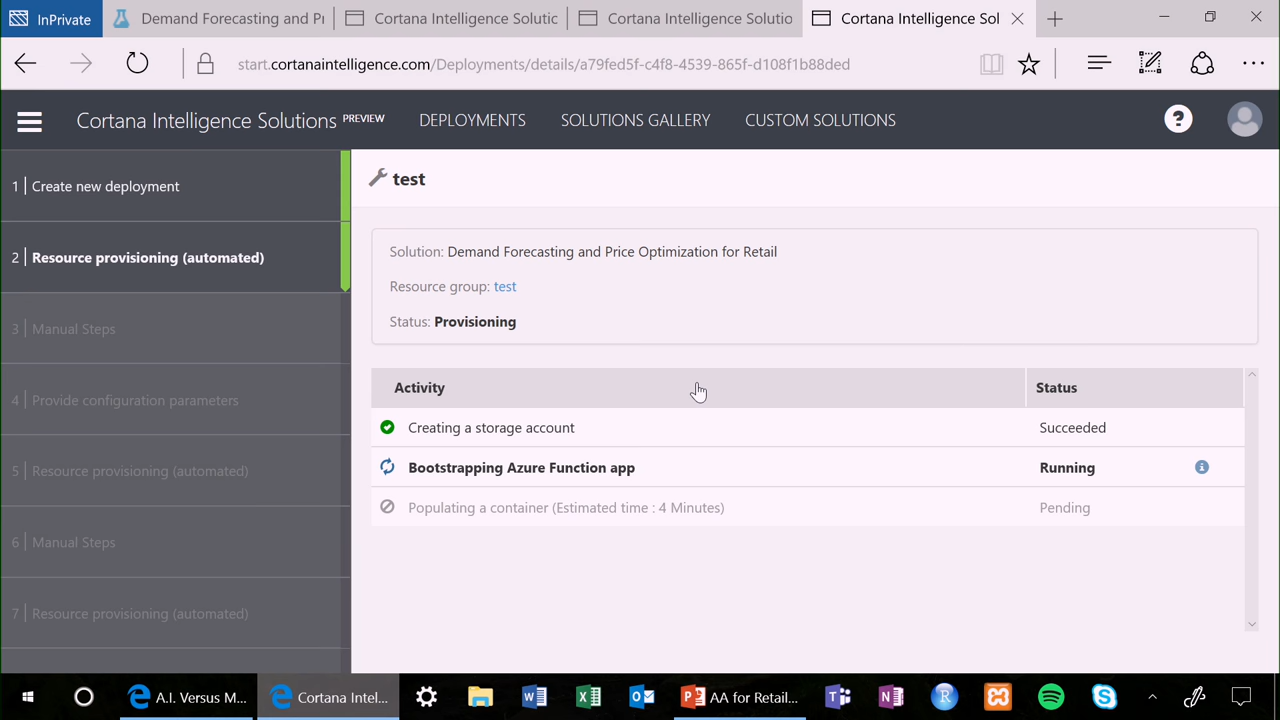 InPrivate
Demand Forecasting and Pr
Cortana Intelligence Solutic
Cortana Intelligence Solutio
Cortana Intelligence Sol
start.cortanaintelligence.com/Deployments/details/a79fed5f-c4f8-4539-865f-d108f1b88ded
Cortana Intelligence Solutions PREVIEW
DEPLOYMENTS
SOLUTIONS GALLERY
CUSTOM SOLUTIONS
?
1 | Create new deployment
2 | Resource provisioning (automated)
3 | Manual Steps
4 | Provide configuration parameters
5 | Resource provisioning (automated)
6 | Manual Steps
7 | Resource provisioning (automated)
test
Solution: Demand Forecasting and Price Optimization for Retail
Resource group: test
Status: Provisioning
Activity Status
Creating a storage account Succeeded
Bootstrapping Azure Function app Running
Populating a container (Estimated time : 4 Minutes) Pending
A.I. Versus M...
Cortana Intel...
AA for Retail...